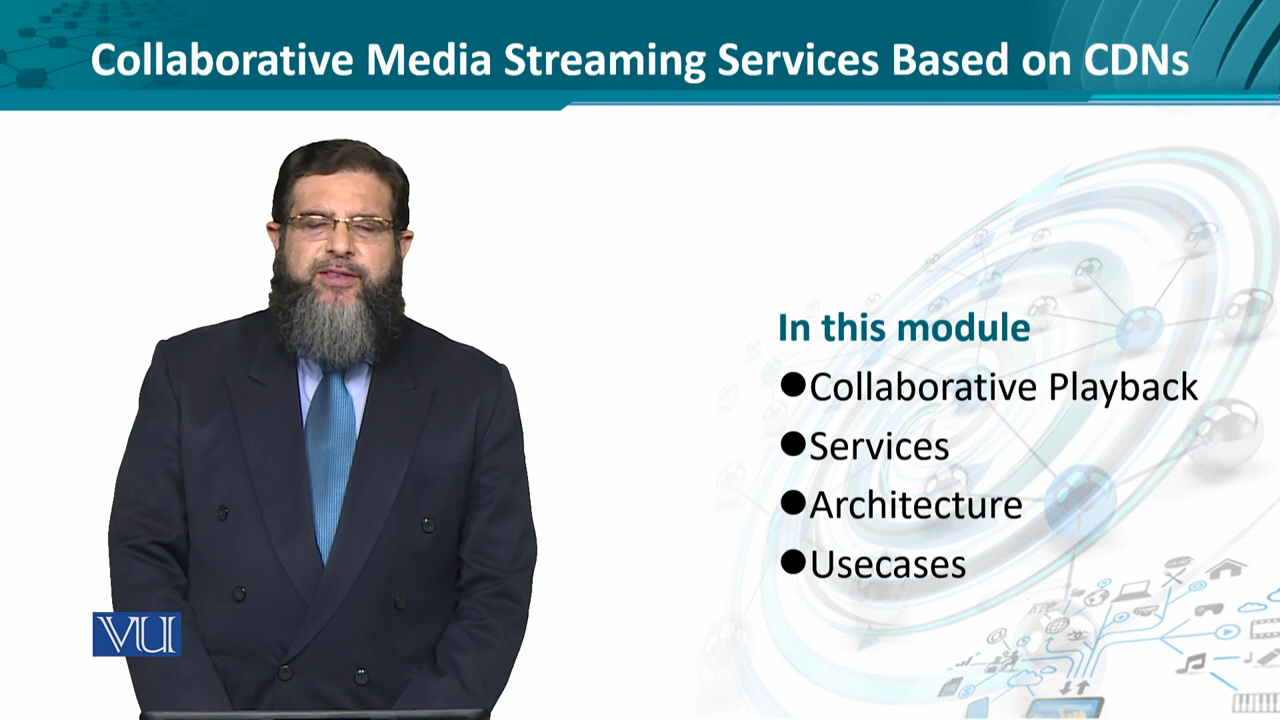 Collaborative Media Streaming Services Based on CDNs
In this module
●Collaborative Playback
●Services
●Architecture
●Usecases
VU